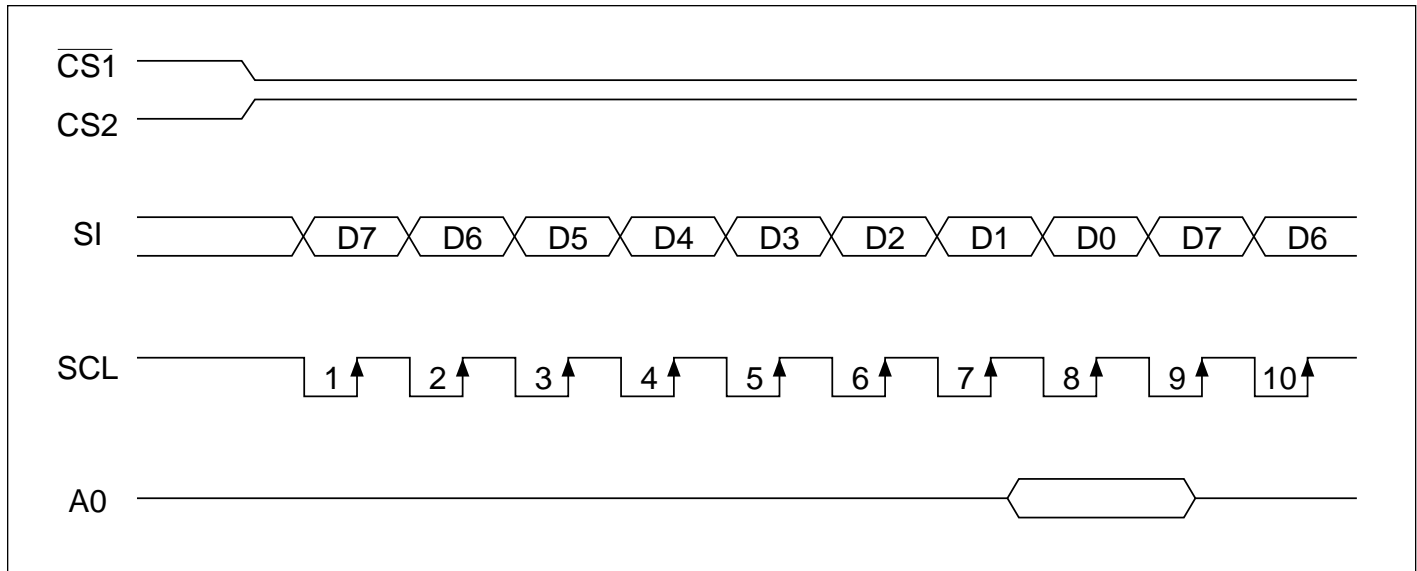 C̅S̅1̅
CS2
SI D7 D6 D5 D4 D3 D2 D1 D0 D7 D6
SCL 1 2 3 4 5 6 7 8 9 10
A0